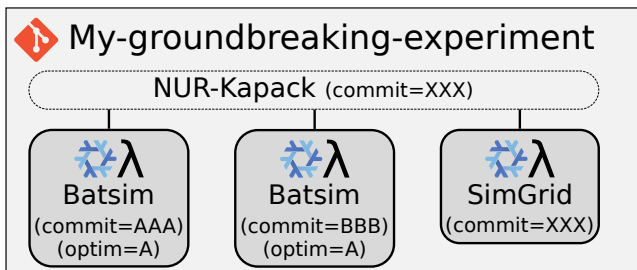 My-groundbreaking-experiment
NUR-Kapack (commit=XXX)
λ
Batsim
(commit=AAA)
(optim=A)
λ
Batsim
(commit=BBB)
(optim=A)
λ
SimGrid
(commit=XXX)